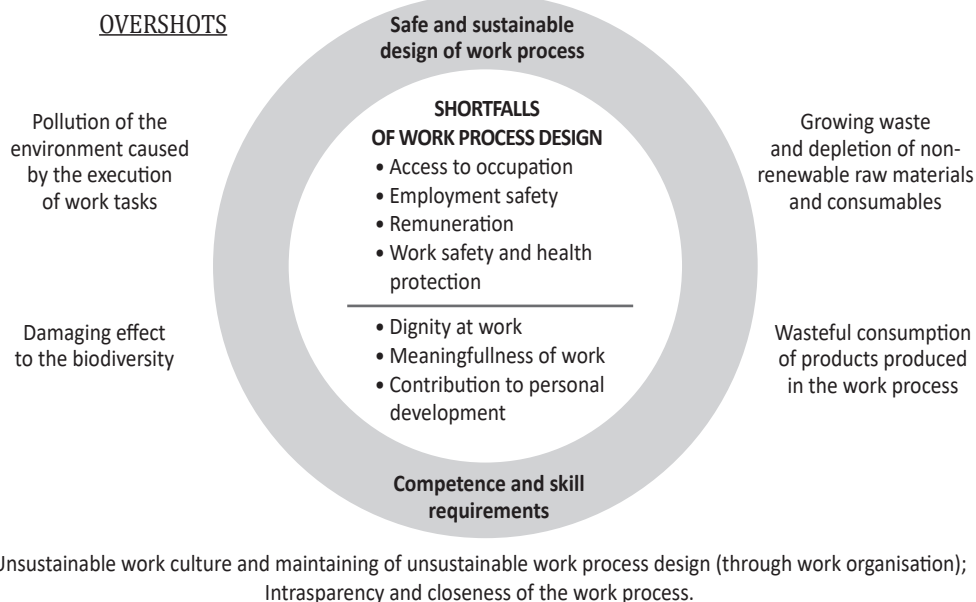 OVERSHOTS
Safe and sustainable
design of work process
Pollution of the
environment caused
by the execution
of work tasks
SHORTFALLS
OF WORK PROCESS DESIGN
• Access to occupation
• Employment safety
• Remuneration
• Work safety and health
protection
Growing waste
and depletion of non-
renewable raw materials
and consumables
Damaging effect
to the biodiversity
• Dignity at work
• Meaningfullness of work
• Contribution to personal
development
Wasteful consumption
of products produced
in the work process
Competence and skill
requirements
Unsustainable work culture and maintaining of unsustainable work process design (through work organisation);
Intrasparency and closeness of the work process.